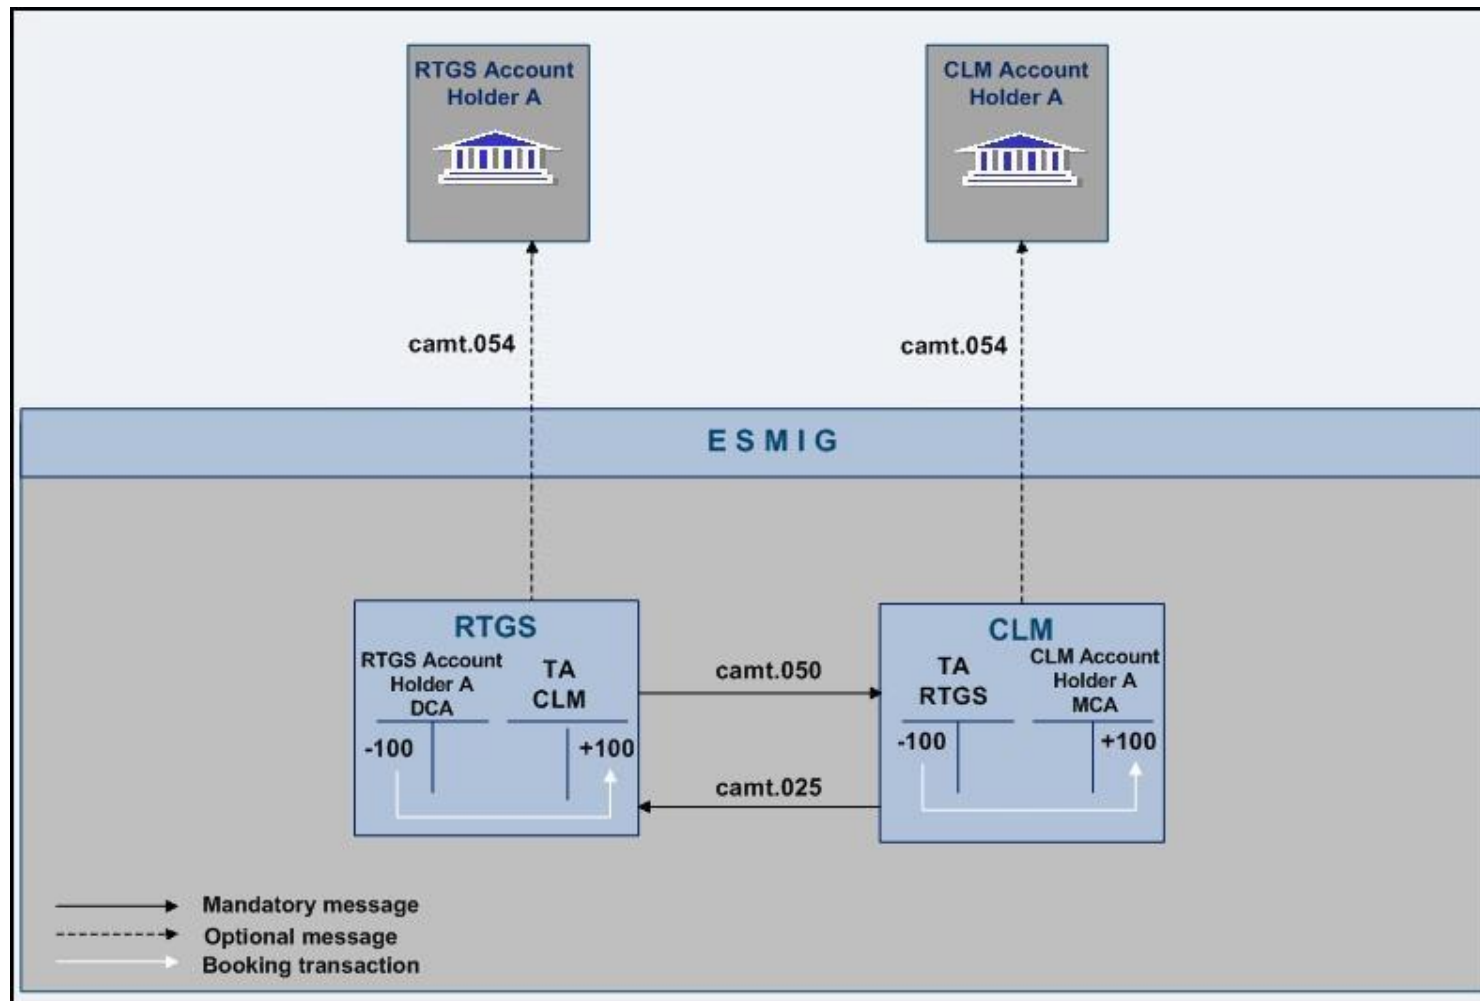 RTGS Account
Holder A
CLM Account
Holder A
camt.054
camt.054
E S M I G
RTGS
RTGS Account
Holder A
DCA
TA
CLM
-100
+100
camt.050
camt.025
CLM
TA
RTGS
CLM Account
Holder A
MCA
-100
+100
Mandatory message
Optional message
Booking transaction